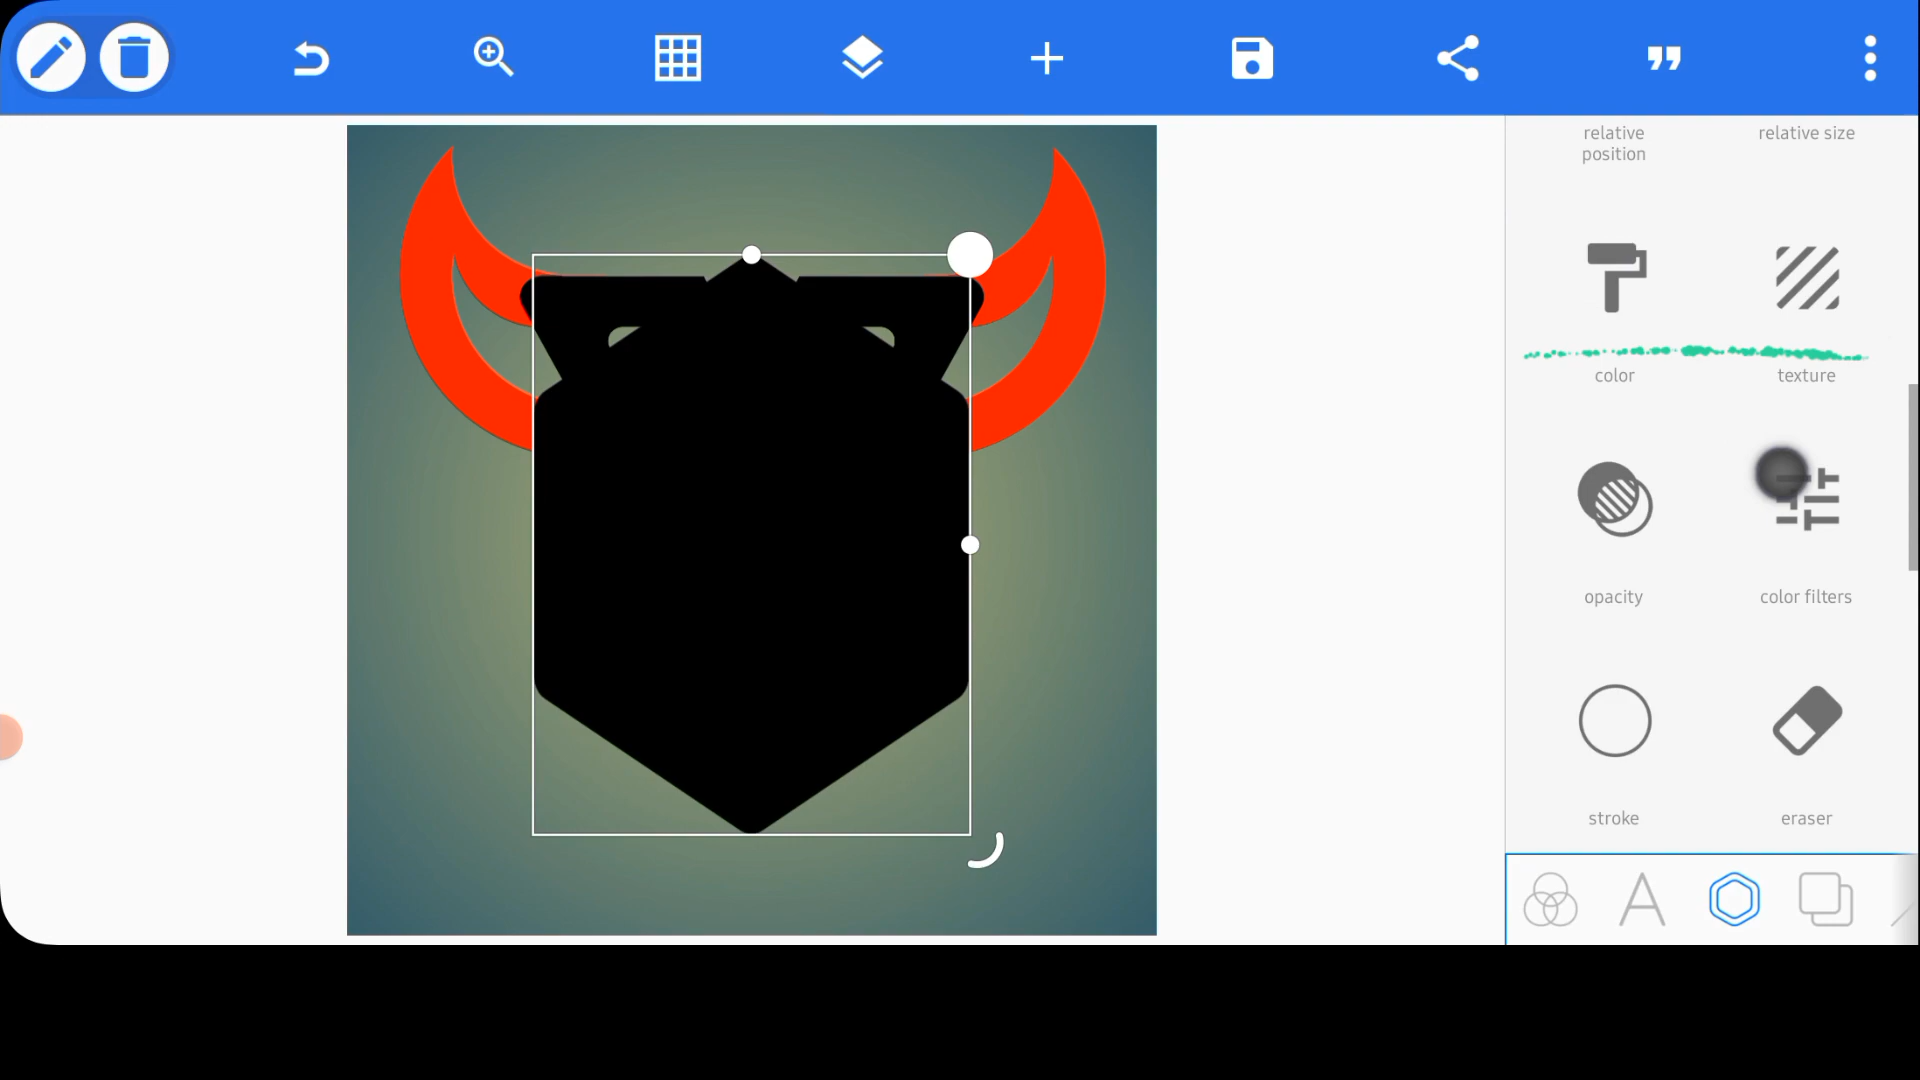 relative
position
relative size
color
texture
opacity
color filters
stroke
eraser